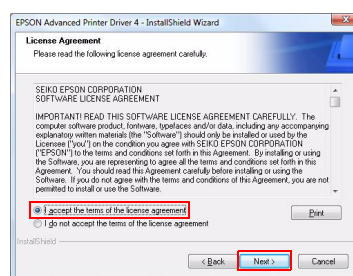 EPSON Advanced Printer Driver 4 - InstallShield Wizard
License Agreement
Please read the following license agreement carefully.
SEIKO EPSON CORPORATION
SOFTWARE LICENSE AGREEMENT
IMPORTANT! READ THIS SOFTWARE LICENSE AGREEMENT CAREFULLY. The
computer software product, fontware, typefaces and/or data, including any accompanying
explanatory written materials (the "Software") should only be installed or used by the
Licensee ("you") on the condition you agree with SEIKO EPSON CORPORATION
("EPSON") to the terms and conditions set forth in this Agreement. By installing or using
the Software, you are representing to agree all the terms and conditions set forth in this
Agreement. You should read this Agreement carefully before installing or using the
Software. If you do not agree with the terms and conditions of this Agreement, you are not
permitted to install or use the Software.
I accept the terms of the license agreement
Print
I do not accept the terms of the license agreement
InstallShield
< Back
Next >
Cancel